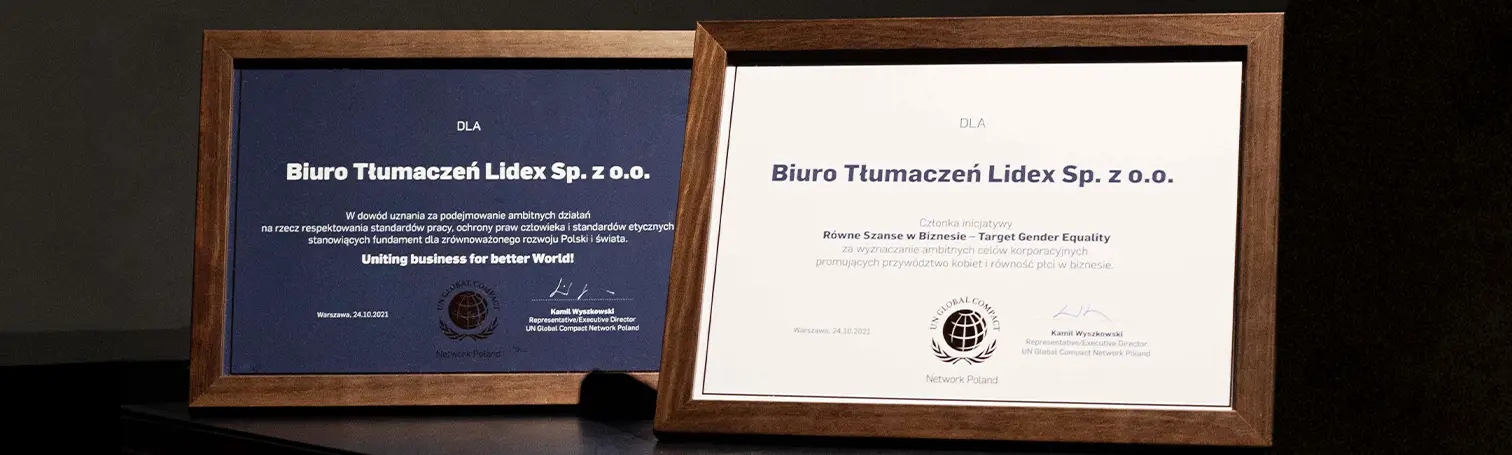 DLA
Biuro Tłumaczeń Lidex Sp. z o.o.
W dowód uznania za podejmowanie ambitnych działań
na rzecz respektowania standardów pracy, ochrony praw człowieka i standardów etycznych
stanowiących fundament dla zrównoważonego rozwoju Polski i świata.
Uniting business for better World!
Warszawa, 24.10.2021
UN GLOBAL COMPACT
Network Poland
Kamil Wyszkowski
Representative/Executive Director
UN Global Compact Network Poland
DLA
Biuro Tłumaczeń Lidex Sp. z o.o.
Członka inicjatywy
Równe Szanse w Biznesie – Target Gender Equality
za wyznaczanie ambitnych celów korporacyjnych
promujących przywództwo kobiet i równość płci w biznesie.
Warszawa, 24.10.2021
UN GLOBAL COMPACT
Network Poland
Kamil Wyszkowski
Representative/Executive Director
UN Global Compact Network Poland